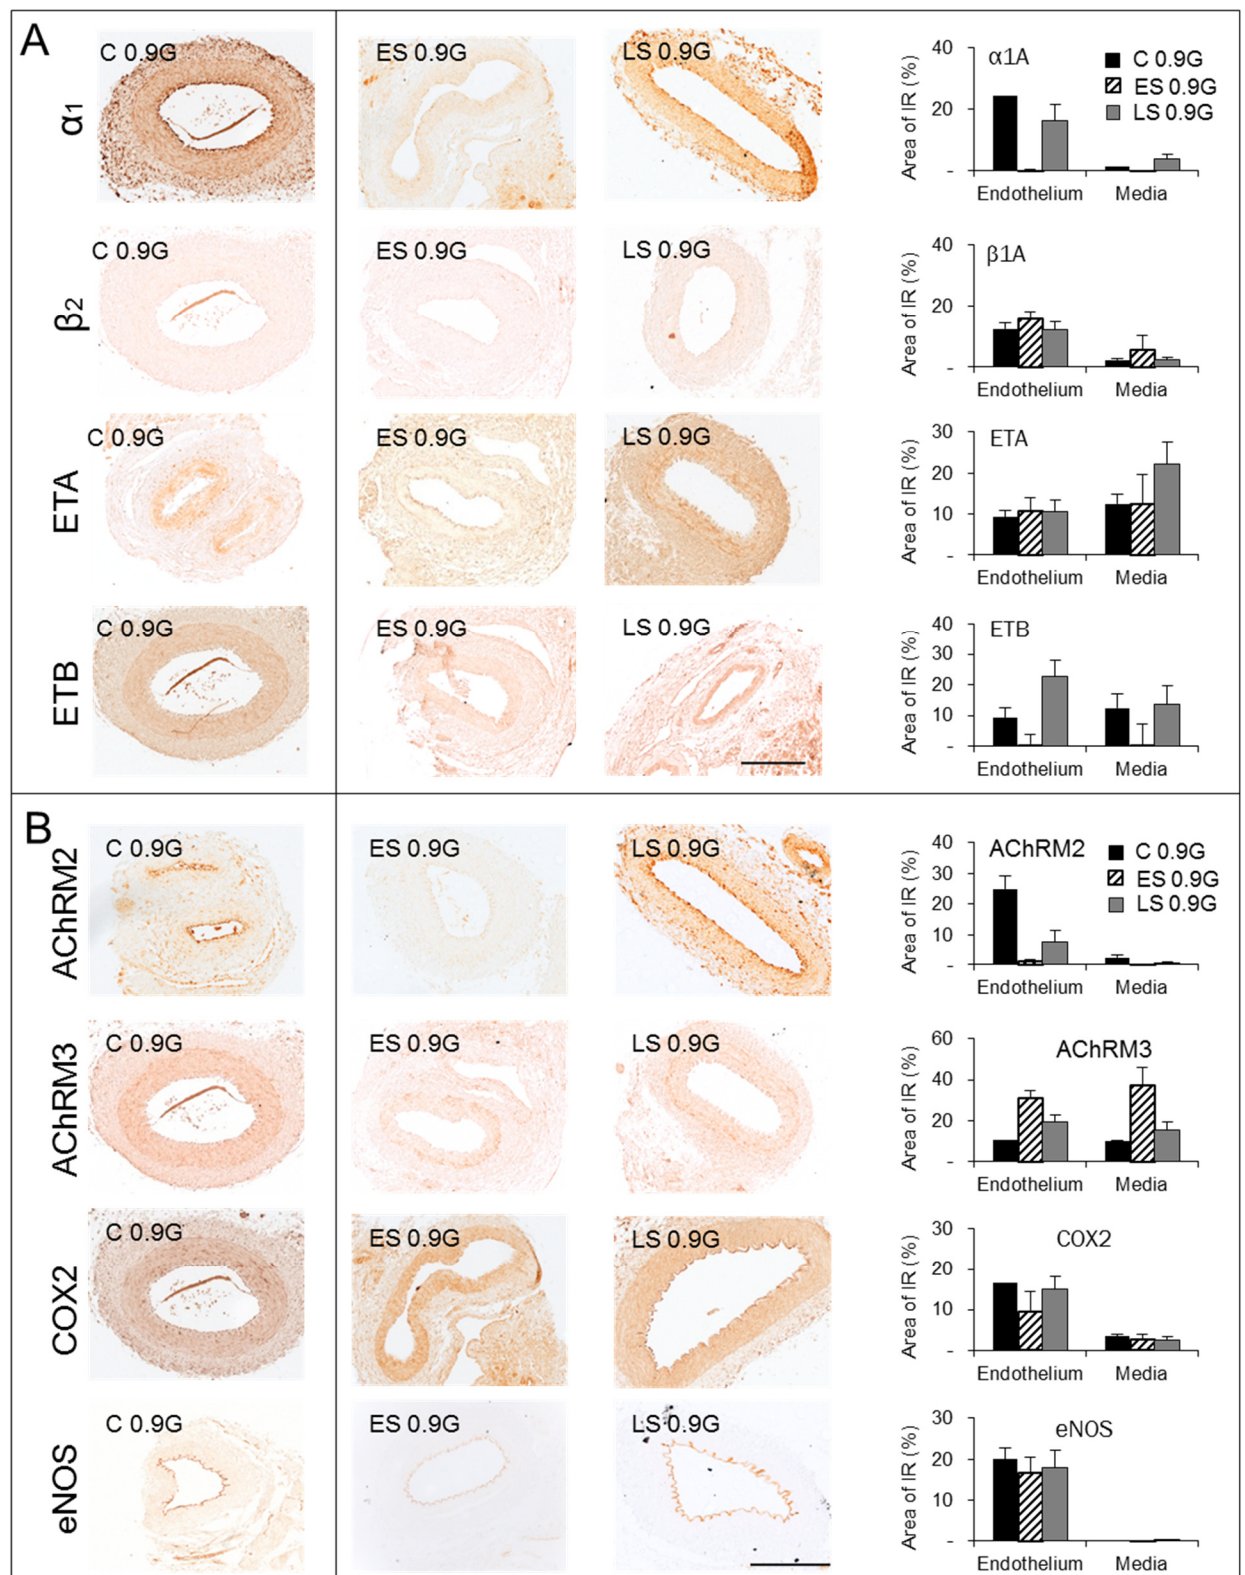 A
C 0.9G
ES 0.9G
LS 0.9G
α1
40
20
-
Area of IR (%)
α1A
C 0.9G
ES 0.9G
LS 0.9G
Endothelium Media
C 0.9G
ES 0.9G
LS 0.9G
β2
40
20
-
Area of IR (%)
β1A
Endothelium Media
C 0.9G
ES 0.9G
LS 0.9G
ETA
30
20
10
-
Area of IR (%)
ETA
Endothelium Media
C 0.9G
ES 0.9G
LS 0.9G
ETB
40
30
20
10
-
Area of IR (%)
ETB
Endothelium Media
B
C 0.9G
ES 0.9G
LS 0.9G
AChRM2
40
30
20
10
-
Area of IR (%)
AChRM2
C 0.9G
ES 0.9G
LS 0.9G
Endothelium Media
C 0.9G
ES 0.9G
LS 0.9G
AChRM3
60
40
20
-
Area of IR (%)
AChRM3
Endothelium Media
C 0.9G
ES 0.9G
LS 0.9G
COX2
30
20
10
-
Area of IR (%)
COX2
Endothelium Media
C 0.9G
ES 0.9G
LS 0.9G
eNOS
30
20
10
-
Area of IR (%)
eNOS
Endothelium Media